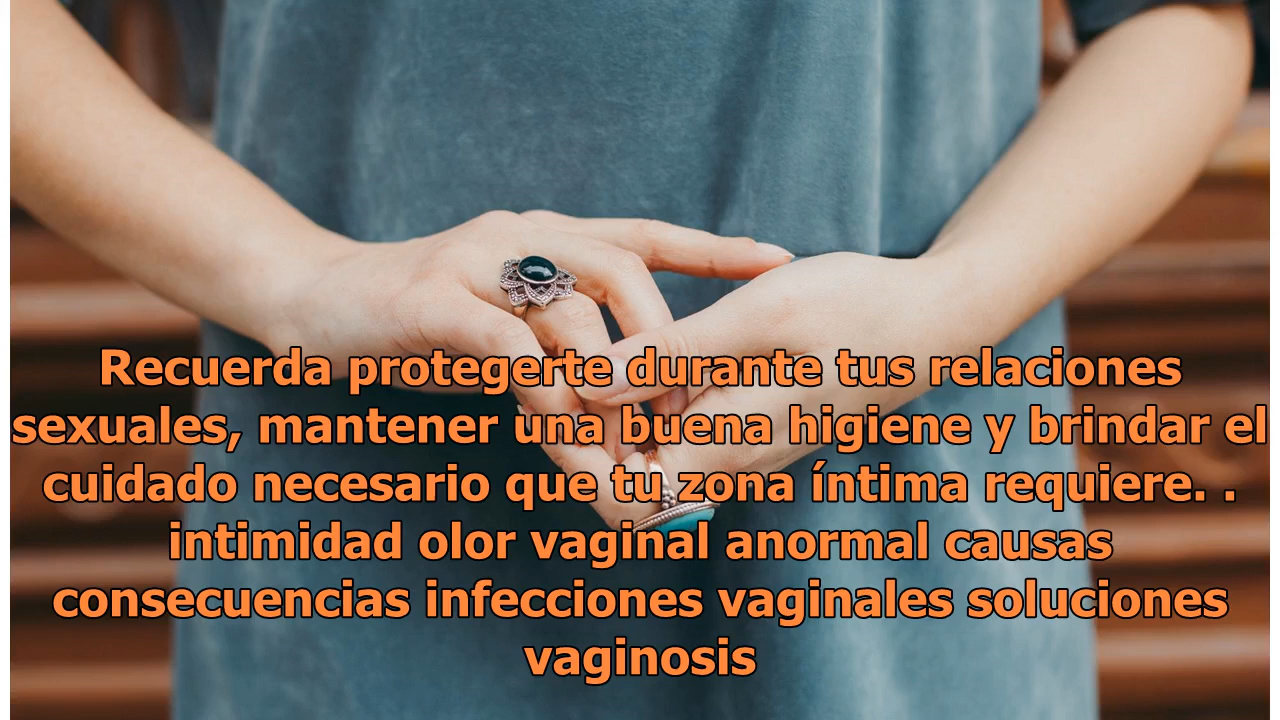 Recuerda protegerte durante tus relaciones
sexuales, mantener una buena higiene y brindar el
cuidado necesario que tu zona íntima requiere. .
intimidad olor vaginal anormal causas
consecuencias infecciones vaginales soluciones
vaginosis